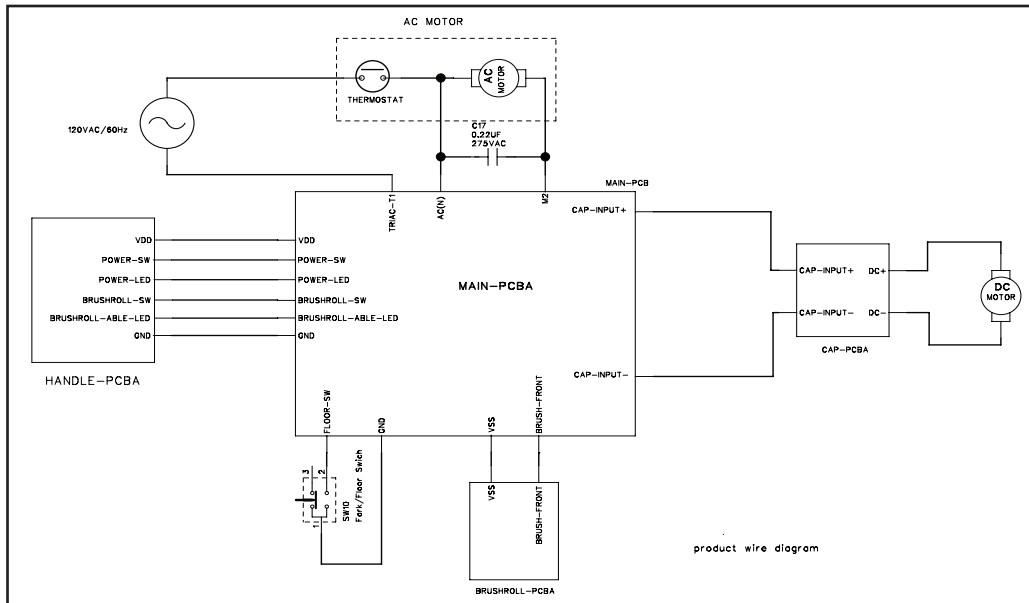 AC MOTOR
THERMOSTAT
AC
MOTOR
120VAC/60Hz
C17
0.22UF
275VAC
MAIN-PCB
TRIAC-T1
AC(N)
M2
CAP-INPUT+
VDD
POWER-SW
POWER-LED
BRUSHROLL-SW
BRUSHROLL-ABLE-LED
GND
HANDLE-PCBA
VDD
POWER-SW
POWER-LED
BRUSHROLL-SW
BRUSHROLL-ABLE-LED
GND
MAIN-PCBA
CAP-INPUT+
DC+
CAP-INPUT-
DC-
CAP-PCBA
DC
MOTOR
CAP-INPUT-
FLOOR-SW
GND
VSS
BRUSH-FRONT
3
2
1
SW10
Fark/Floor Swich
VSS
BRUSH-FRONT
BRUSHROLL-PCBA
product wire diagram